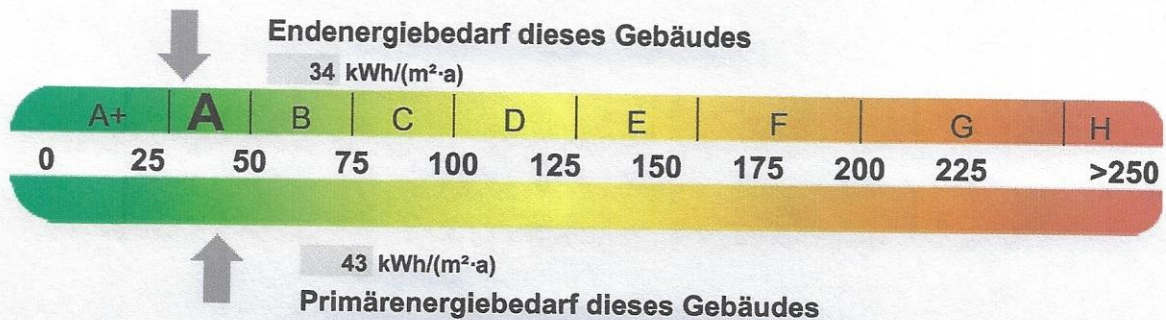 Endenergiebedarf dieses Gebäudes
34 kWh/(m²·a)
A+ A B C D E F G H
0 25 50 75 100 125 150 175 200 225 >250
43 kWh/(m²·a)
Primärenergiebedarf dieses Gebäudes